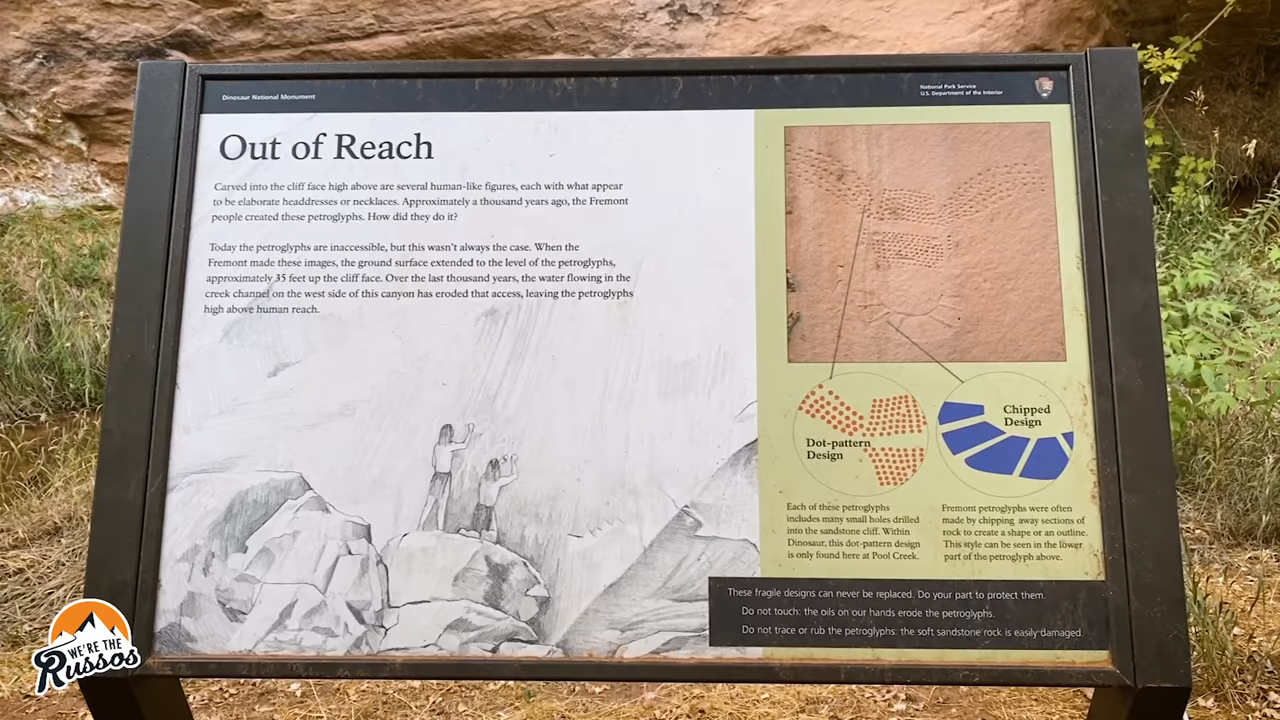 Dinosaur National Monument
National Park Service
U.S. Department of the Interior
Out of Reach
Carved into the cliff face high above are several human-like figures, each with what appear
to be elaborate headdresses or necklaces. Approximately a thousand years ago, the Fremont
people created these petroglyphs. How did they do it?
Today the petroglyphs are inaccessible, but this wasn't always the case. When the
Fremont made these images, the ground surface extended to the level of the petroglyphs,
approximately 35 feet up the cliff face. Over the last thousand years, the water flowing in the
creek channel on the west side of this canyon has eroded that access, leaving the petroglyphs
high above human reach.
Dot-pattern
Design
Chipped
Design
Each of these petroglyphs
includes many small holes drilled
into the sandstone cliff. Within
Dinosaur, this dot-pattern design
is only found here at Pool Creek.
Fremont petroglyphs were often
made by chipping away sections of
rock to create a shape or an outline.
This style can be seen in the lower
part of the petroglyph above.
These fragile designs can never be replaced. Do your part to protect them.
Do not touch: the oils on our hands erode the petroglyphs.
Do not trace or rub the petroglyphs: the soft sandstone rock is easily damaged.
WE'RE THE
RUSSOS